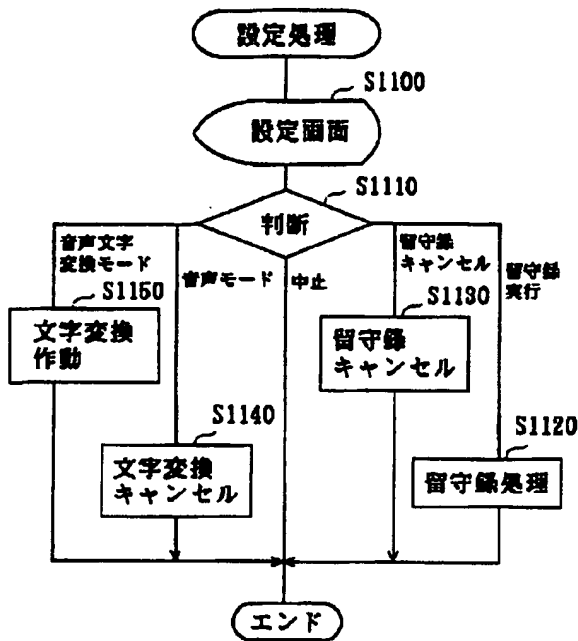 設定処理
S1100
設定画面
S1110
判断
音声文字
変換モード
音声モード
中止
留守録
キャンセル
留守録
実行
S1150
文字変換
作動
S1130
留守録
キャンセル
S1140
文字変換
キャンセル
S1120
留守録処理
エンド